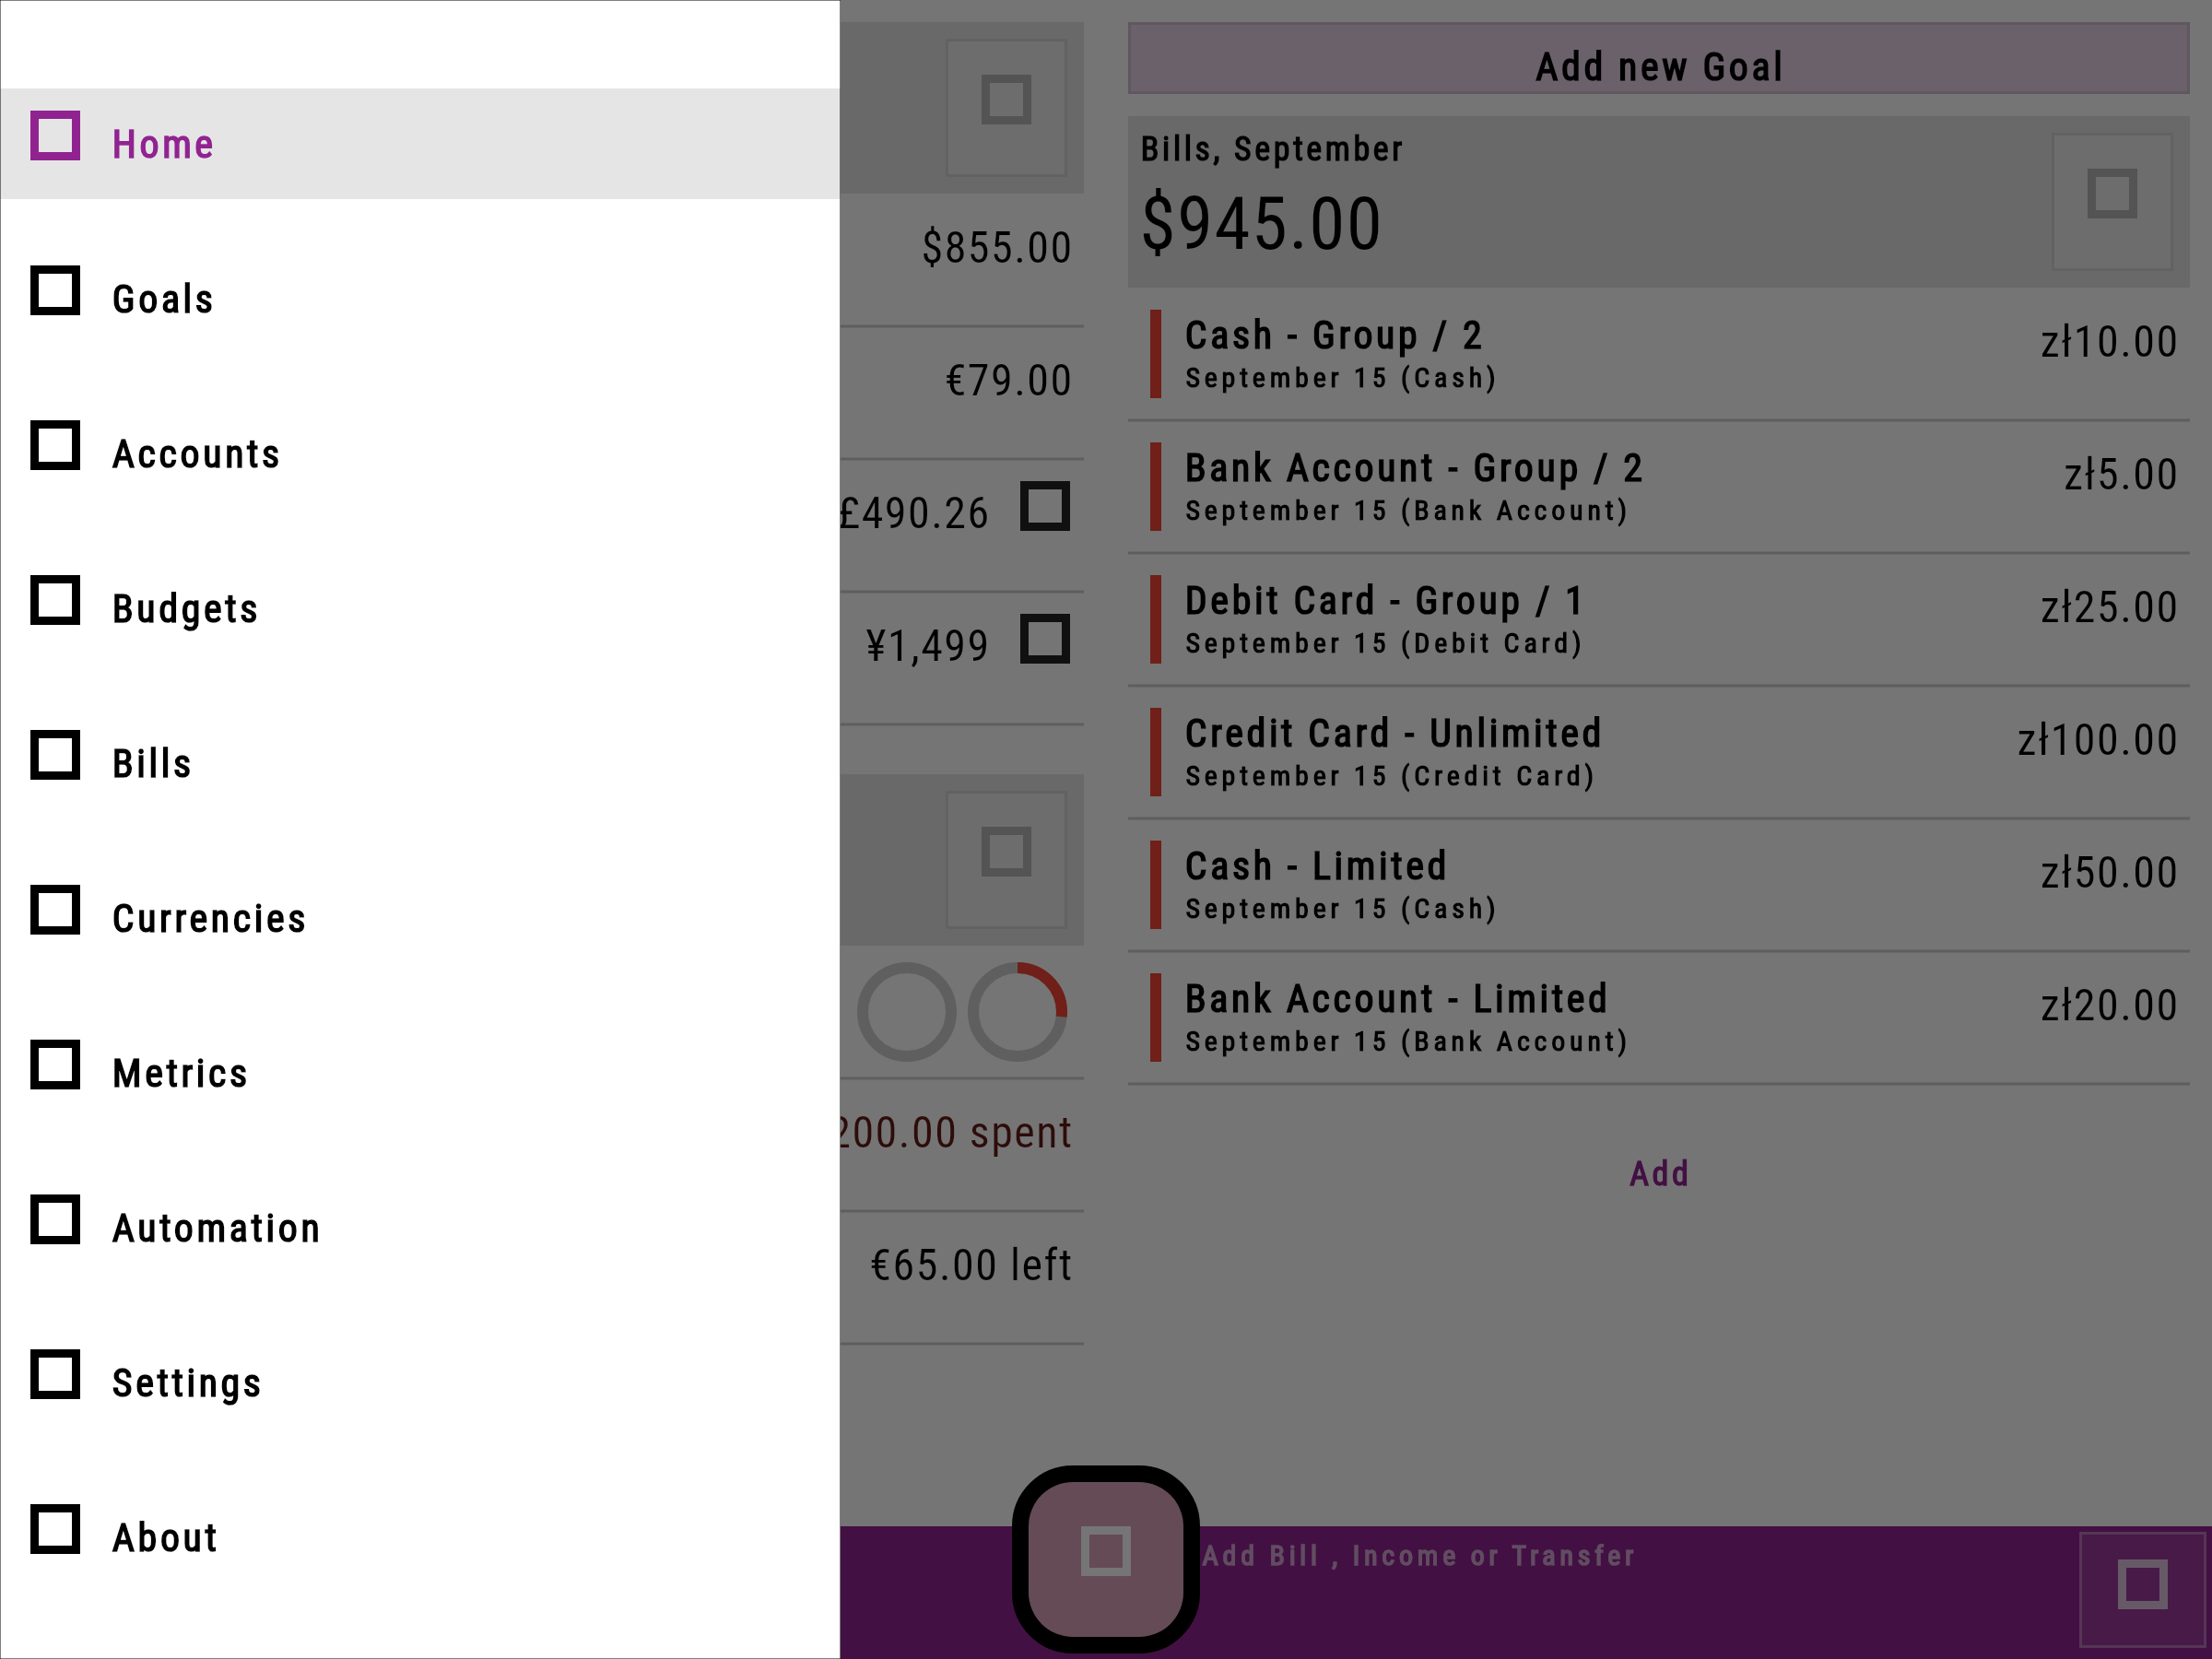 Home
Goals
Accounts
Budgets
Bills
Currencies
Metrics
Automation
Settings
About
$855.00
€79.00
£490.26
¥1,499
200.00 spent
€65.00 left
Add new Goal
Bills, September
$945.00
Cash - Group / 2
zł10.00
September 15 (Cash)
Bank Account - Group / 2
zł5.00
September 15 (Bank Account)
Debit Card - Group / 1
zł25.00
September 15 (Debit Card)
Credit Card - Unlimited
zł100.00
September 15 (Credit Card)
Cash - Limited
zł50.00
September 15 (Cash)
Bank Account - Limited
zł20.00
September 15 (Bank Account)
Add
Add Bill , Income or Transfer